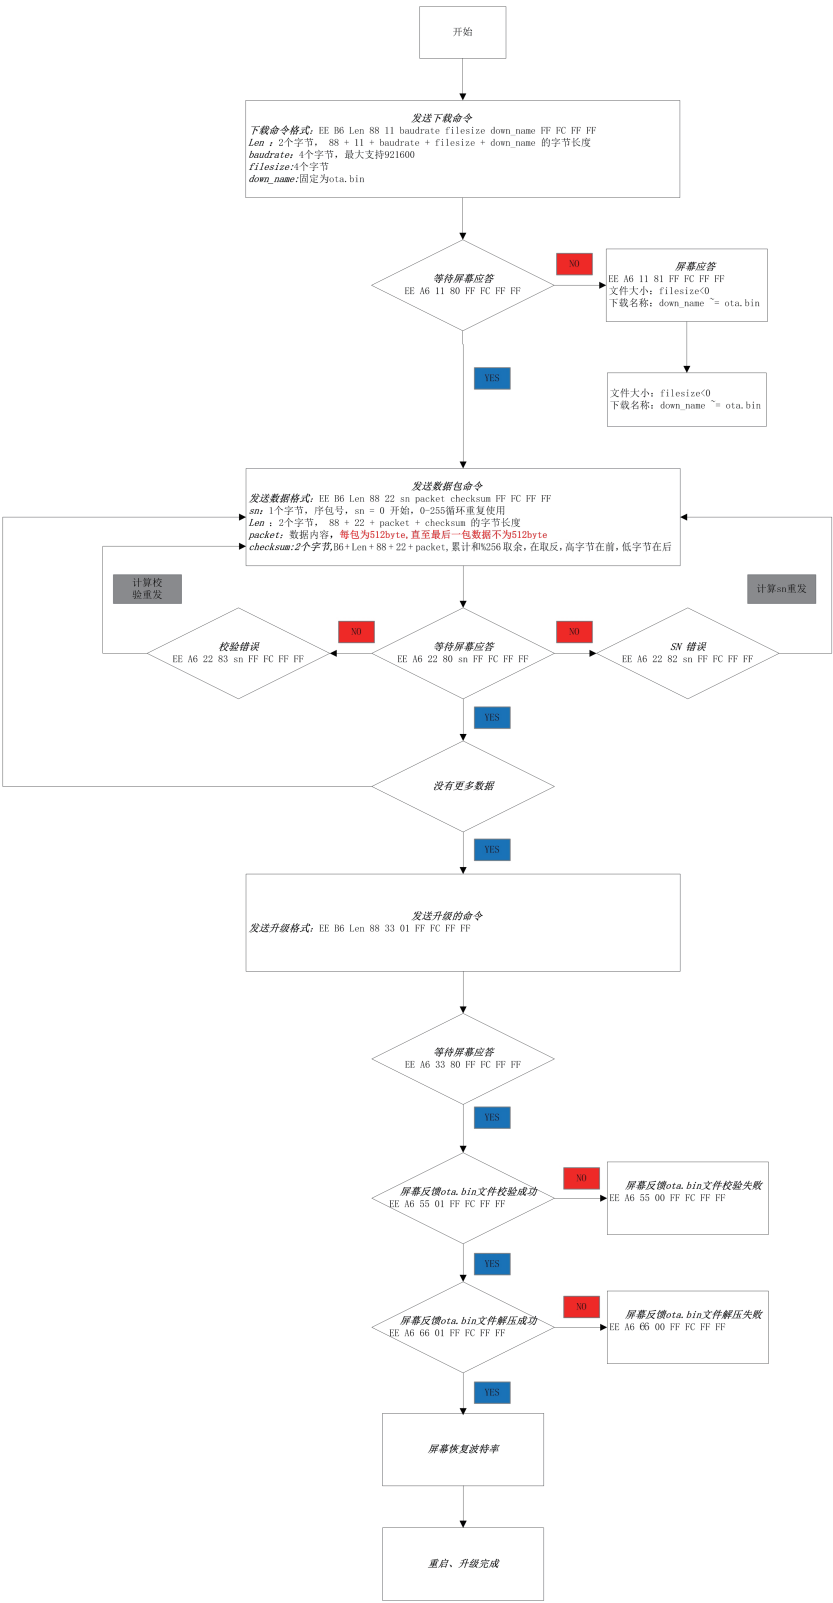 开始
发送下载命令
下载命令格式：EE B6 Len 88 11 baudrate filesize down_name FF FC FF FF
Len ：2个字节， 88 + 11 + baudrate + filesize + down_name 的字节长度
baudrate：4个字节，最大支持921600
filesize:4个字节
down_name:固定为ota.bin
等待屏幕应答
EE A6 11 80 FF FC FF FF
NO
屏幕应答
EE A6 11 81 FF FC FF FF
文件大小：filesize<0
下载名称：down_name ~= ota.bin
YES
文件大小：filesize<0
下载名称：down_name ~= ota.bin
发送数据包命令
发送数据格式：EE B6 Len 88 22 sn packet checksum FF FC FF FF
sn：1个字节，序包号，sn = 0 开始，0-255循环重复使用
Len ：2个字节， 88 + 22 + packet + checksum 的字节长度
packet：数据内容，每包为512byte,直至最后一包数据不为512byte
checksum:2个字节,B6+Len+88+22+packet,累计和%256取余,在取反,高字节在前,低字节在后
计算校
验重发
计算sn重发
校验错误
EE A6 22 83 sn FF FC FF FF
NO
等待屏幕应答
EE A6 22 80 sn FF FC FF FF
NO
SN 错误
EE A6 22 82 sn FF FC FF FF
YES
没有更多数据
YES
发送升级的命令
发送升级格式：EE B6 Len 88 33 01 FF FC FF FF
等待屏幕应答
EE A6 33 80 FF FC FF FF
YES
屏幕反馈ota.bin文件校验成功
EE A6 55 01 FF FC FF FF
NO
屏幕反馈ota.bin文件校验失败
EE A6 55 00 FF FC FF FF
YES
屏幕反馈ota.bin文件解压成功
EE A6 66 01 FF FC FF FF
NO
屏幕反馈ota.bin文件解压失败
EE A6 66 00 FF FC FF FF
YES
屏幕恢复波特率
重启、升级完成